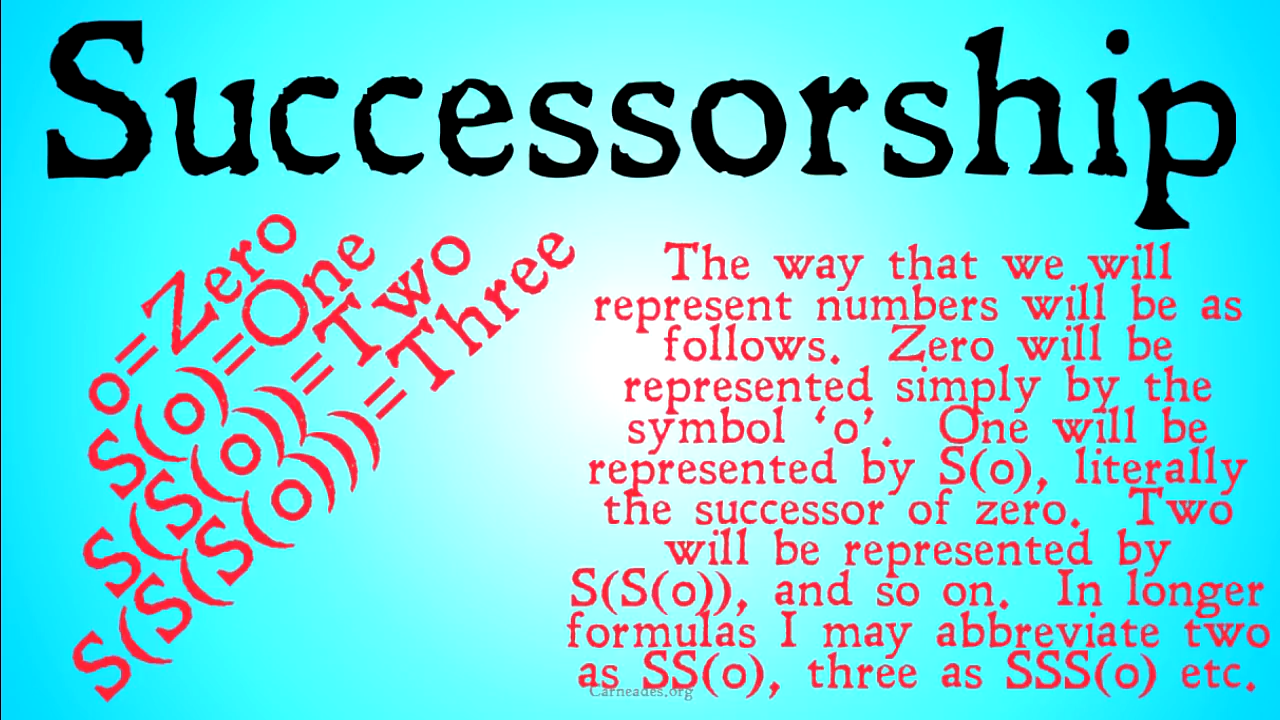 Successorship
o=Zero
S(o)=One
S(S(o))=Two
S(S(S(o)))=Three
The way that we will
represent numbers will be as
follows. Zero will be
represented simply by the
symbol ‘o’. One will be
represented by S(o), literally
the successor of zero. Two
will be represented by
S(S(o)), and so on. In longer
formulas I may abbreviate two
as SS(o), three as SSS(o) etc.
Carneades.org